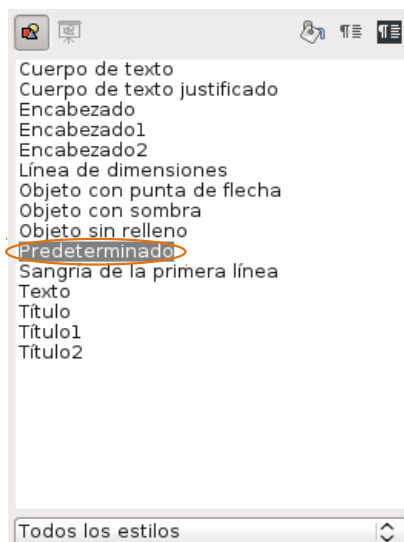 Cuerpo de texto
Cuerpo de texto justificado
Encabezado
Encabezado1
Encabezado2
Línea de dimensiones
Objeto con punta de flecha
Objeto con sombra
Objeto sin relleno
Predeterminado
Sangría de la primera línea
Texto
Título
Título1
Título2
Todos los estilos